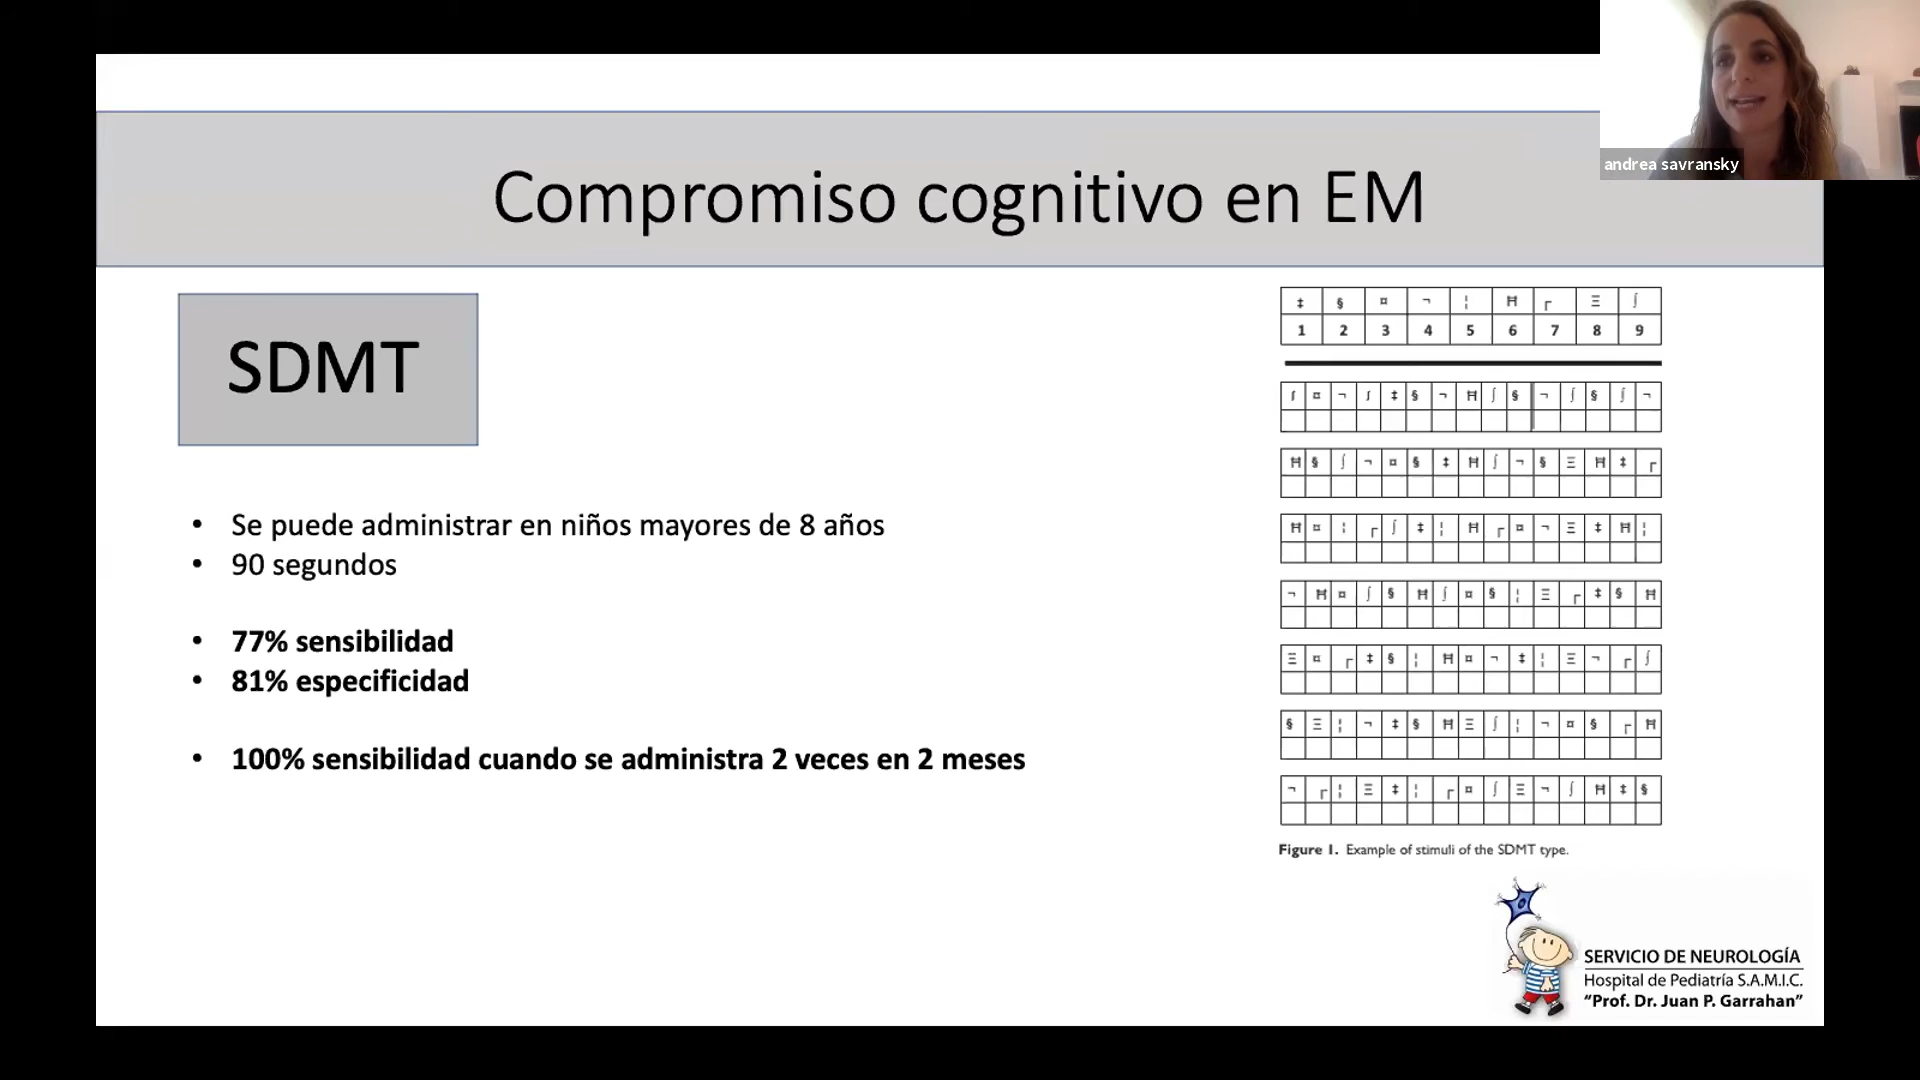 andrea savransky
Compromiso cognitivo en EM
SDMT
• Se puede administrar en niños mayores de 8 años
• 90 segundos
• 77% sensibilidad
• 81% especificidad
• 100% sensibilidad cuando se administra 2 veces en 2 meses
‡ § ¤ ¬ ¦ Ħ ┌ Ξ ∫
1 2 3 4 5 6 7 8 9
Figure 1. Example of stimuli of the SDMT type.
SERVICIO DE NEUROLOGÍA
Hospital de Pediatría S.A.M.I.C.
“Prof. Dr. Juan P. Garrahan”